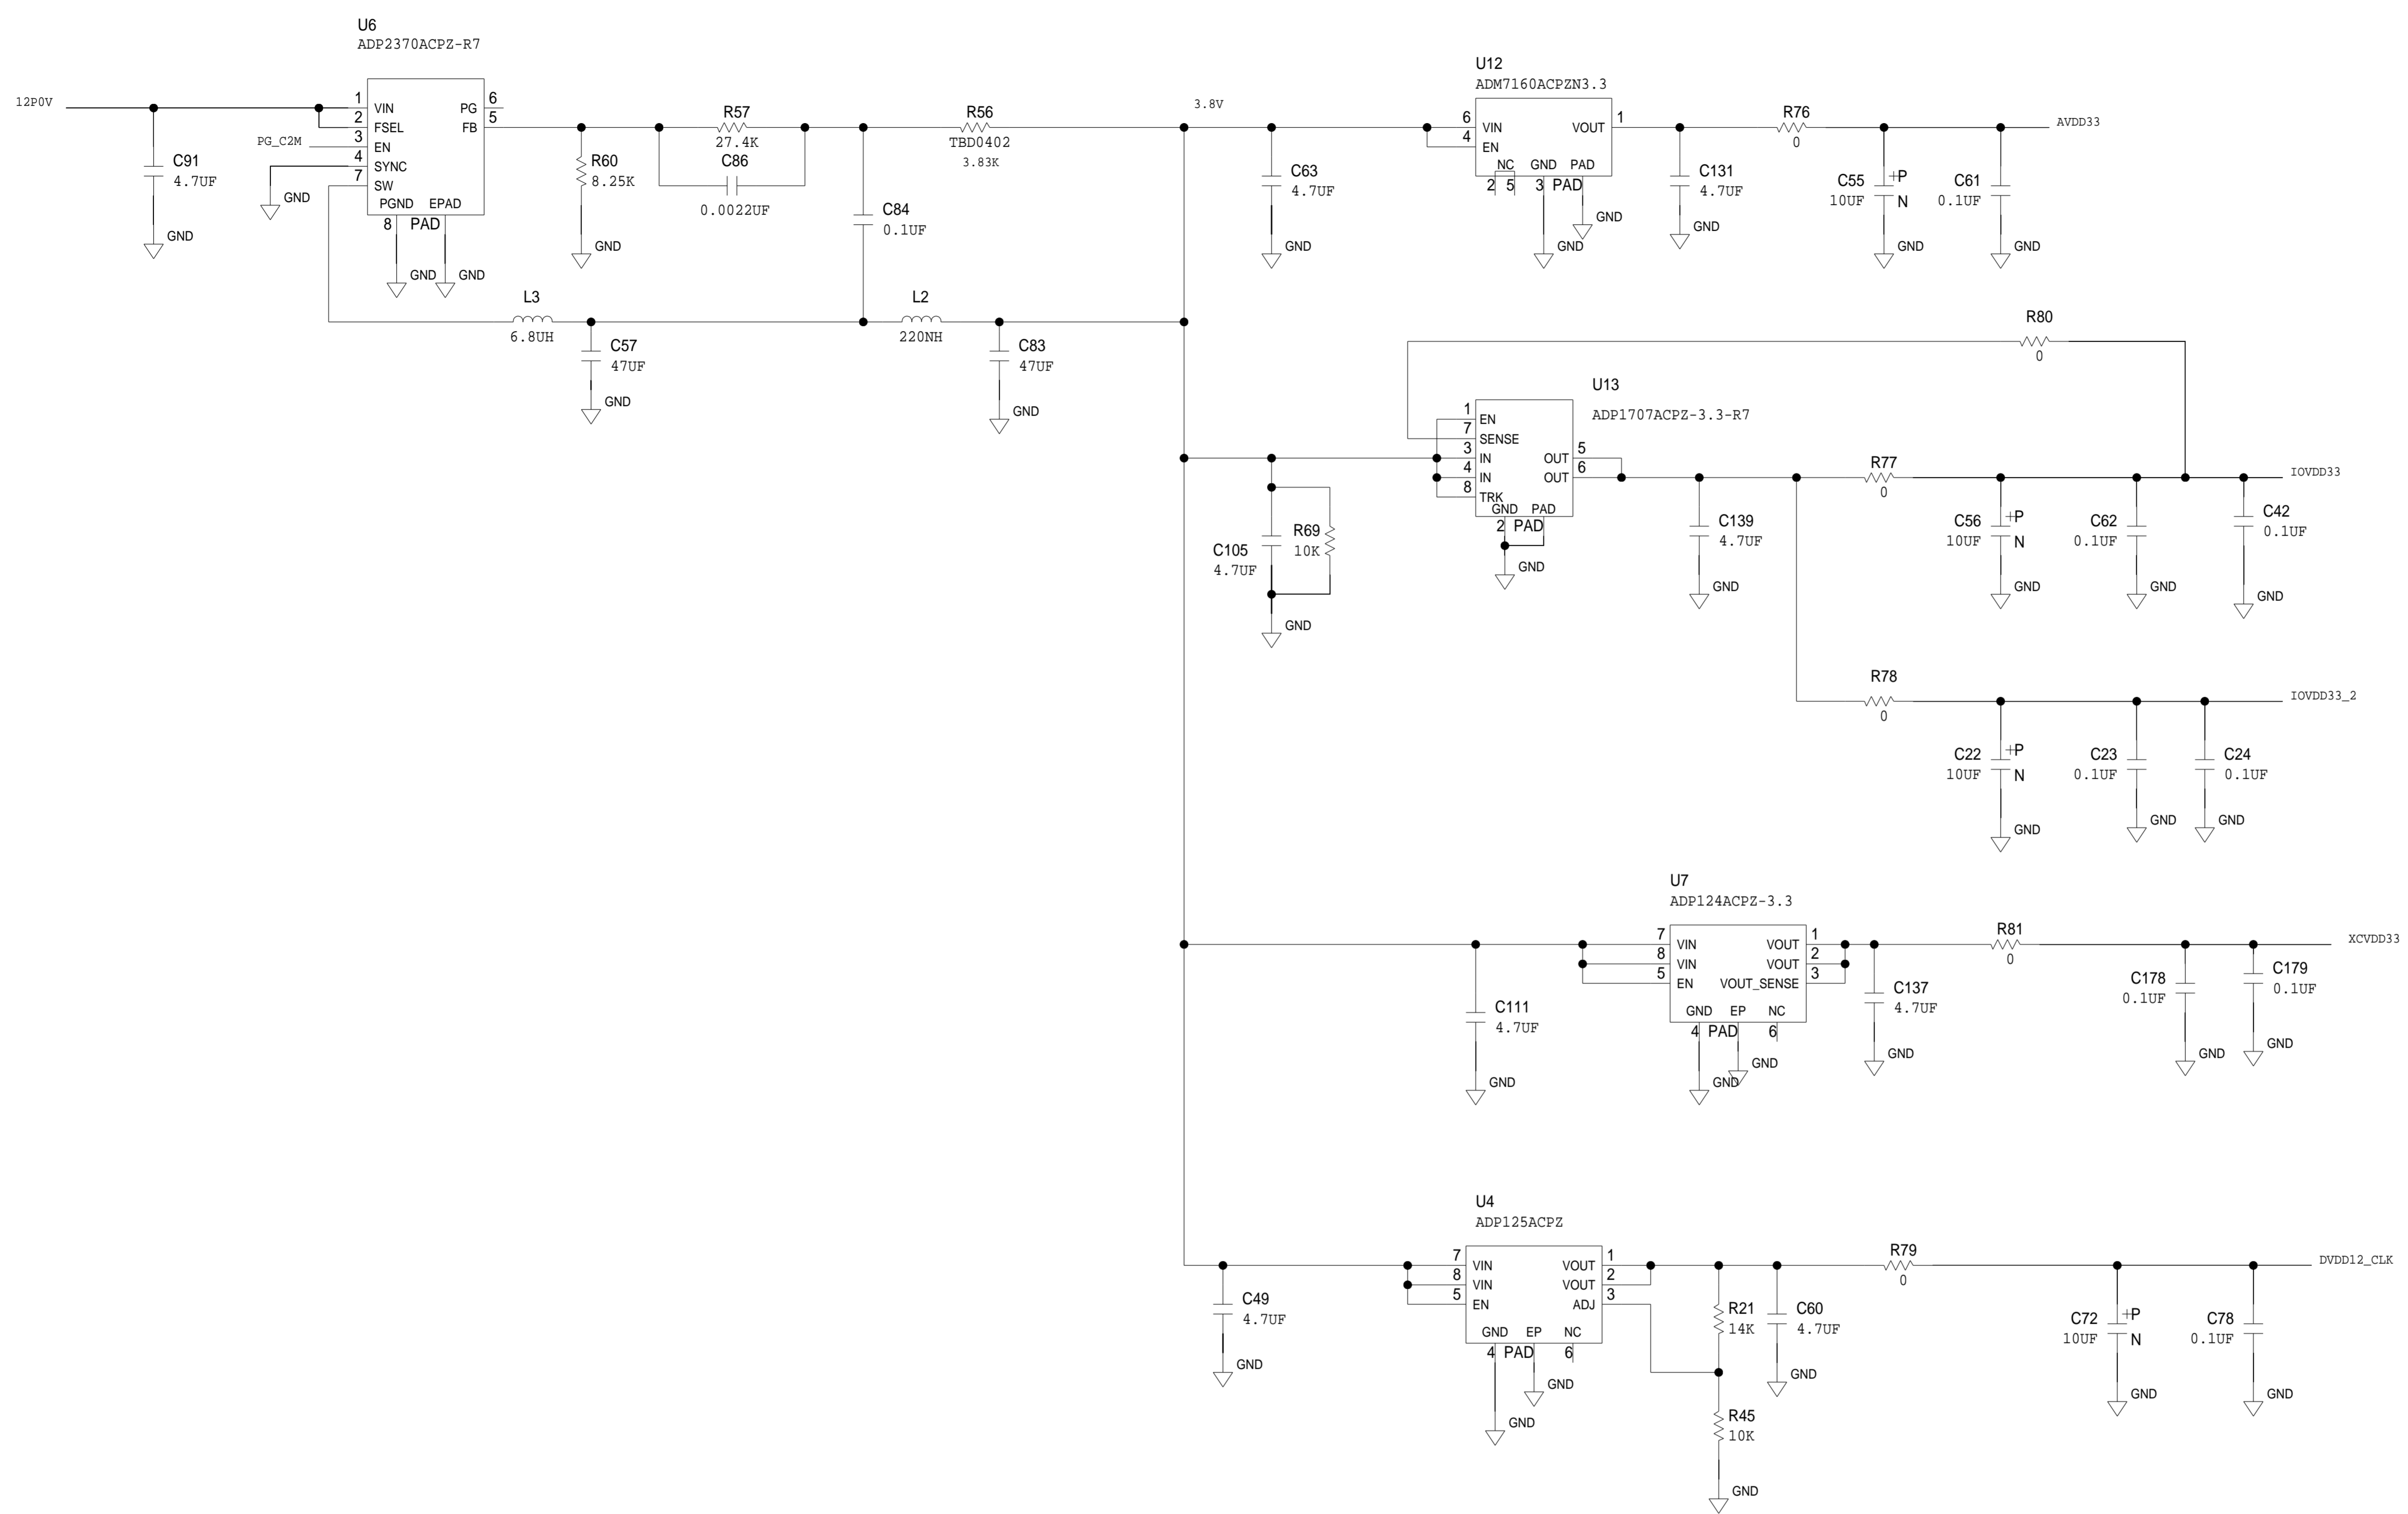 U6
ADP2370ACPZ-R7
12P0V
1
VIN
PG
6
2
FSEL
FB
5
PG_C2M
3
EN
4
SYNC
7
SW
PGND
EPAD
8
PAD
GND
GND
GND
C91
4.7UF
GND
R60
8.25K
GND
R57
27.4K
C86
0.0022UF
C84
0.1UF
R56
TBD0402
3.83K
3.8V
L3
6.8UH
C57
47UF
GND
L2
220NH
C83
47UF
GND
C63
4.7UF
GND
U12
ADM7160ACPZN3.3
6
VIN
VOUT
1
4
EN
NC
GND
PAD
2
5
3
PAD
GND
GND
C131
4.7UF
GND
R76
0
AVDD33
C55
10UF
+P
N
GND
C61
0.1UF
GND
R80
0
U13
ADP1707ACPZ-3.3-R7
1
EN
7
SENSE
3
IN
OUT
5
4
IN
OUT
6
8
TRK
GND
PAD
2
PAD
GND
C105
4.7UF
R69
10K
GND
C139
4.7UF
GND
R77
0
IOVDD33
C56
10UF
+P
N
GND
C62
0.1UF
GND
C42
0.1UF
GND
R78
0
IOVDD33_2
C22
10UF
+P
N
GND
C23
0.1UF
GND
C24
0.1UF
GND
U7
ADP124ACPZ-3.3
7
VIN
VOUT
1
8
VIN
VOUT
2
5
EN
VOUT_SENSE
3
GND
EP
NC
4
PAD
6
GND
GND
C111
4.7UF
GND
C137
4.7UF
GND
R81
0
XCVDD33
C178
0.1UF
GND
C179
0.1UF
GND
U4
ADP125ACPZ
7
VIN
VOUT
1
8
VIN
VOUT
2
5
EN
ADJ
3
GND
EP
NC
4
PAD
6
GND
GND
C49
4.7UF
GND
R21
14K
C60
4.7UF
GND
R45
10K
GND
R79
0
DVDD12_CLK
C72
10UF
+P
N
GND
C78
0.1UF
GND